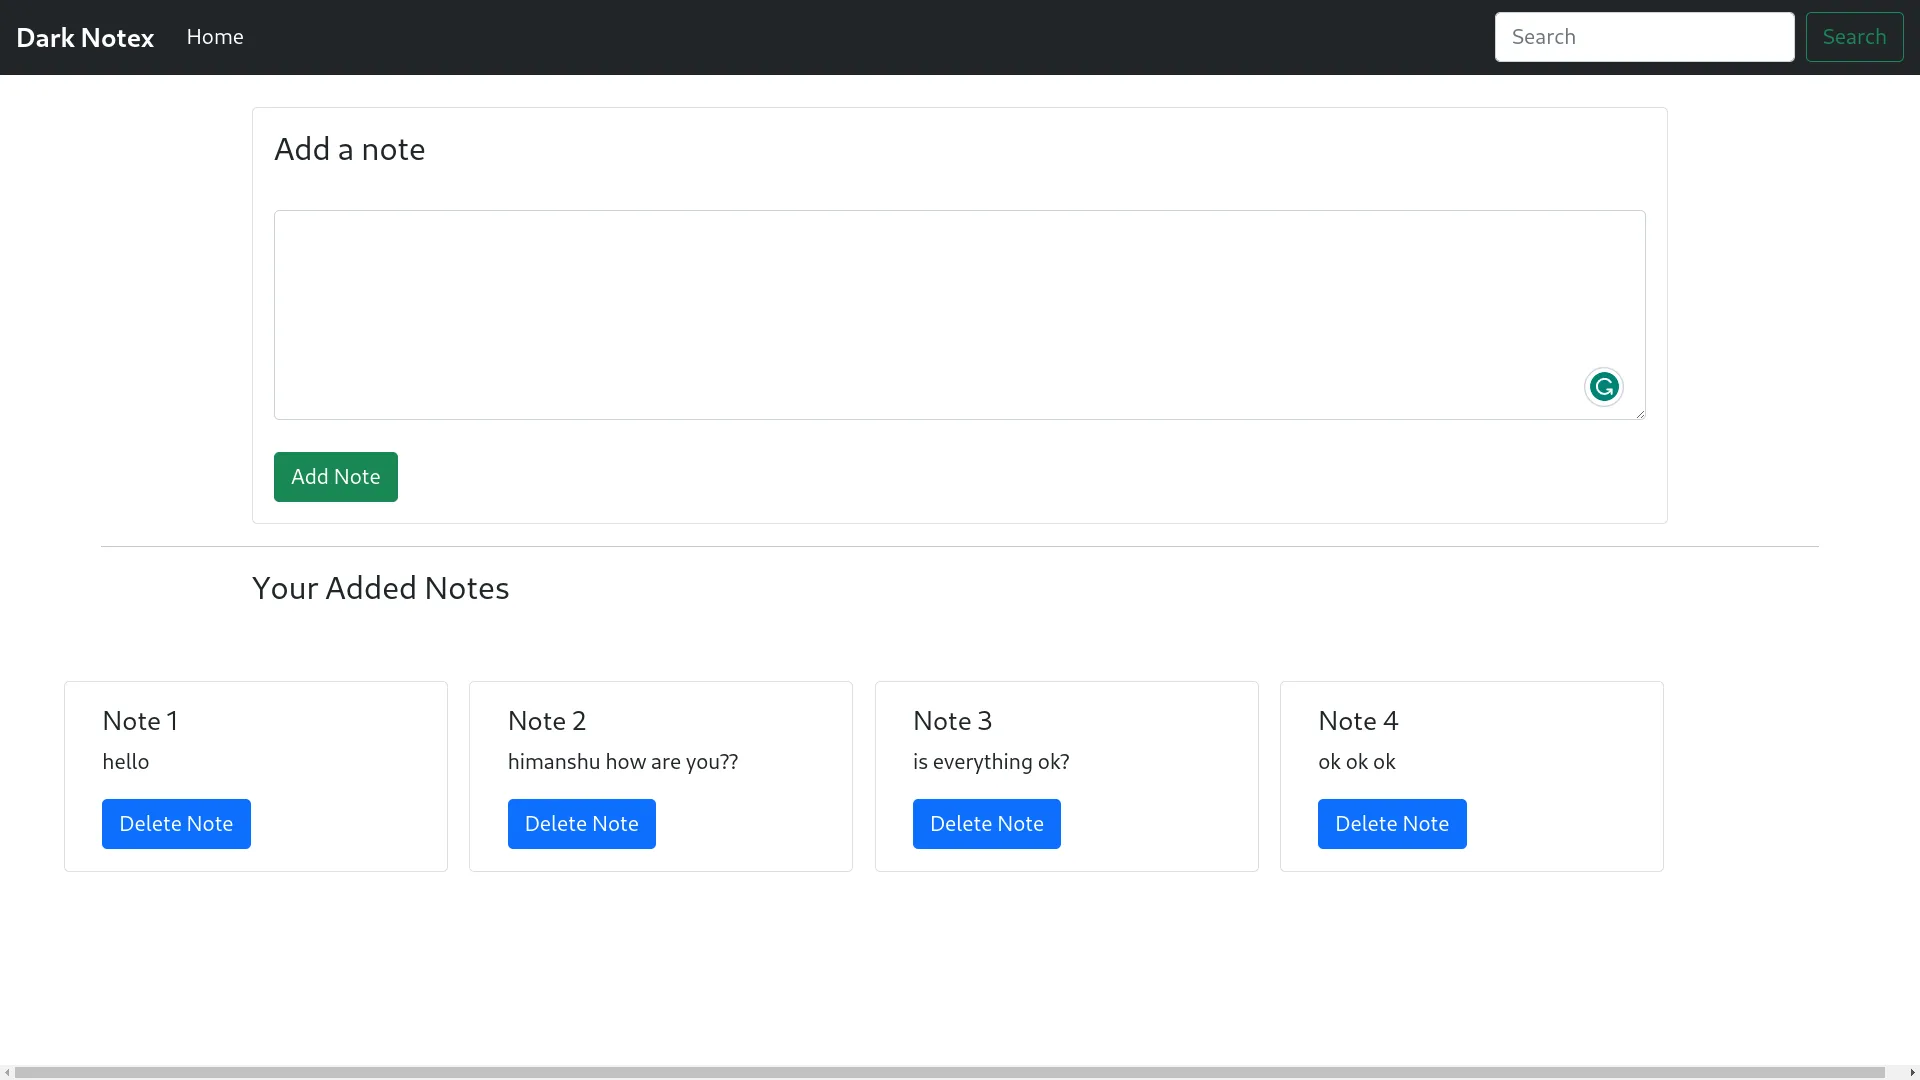 Dark Notex Home Search Search
Add a note
Add Note
Your Added Notes
Note 1
hello
Delete Note
Note 2
himanshu how are you??
Delete Note
Note 3
is everything ok?
Delete Note
Note 4
ok ok ok
Delete Note